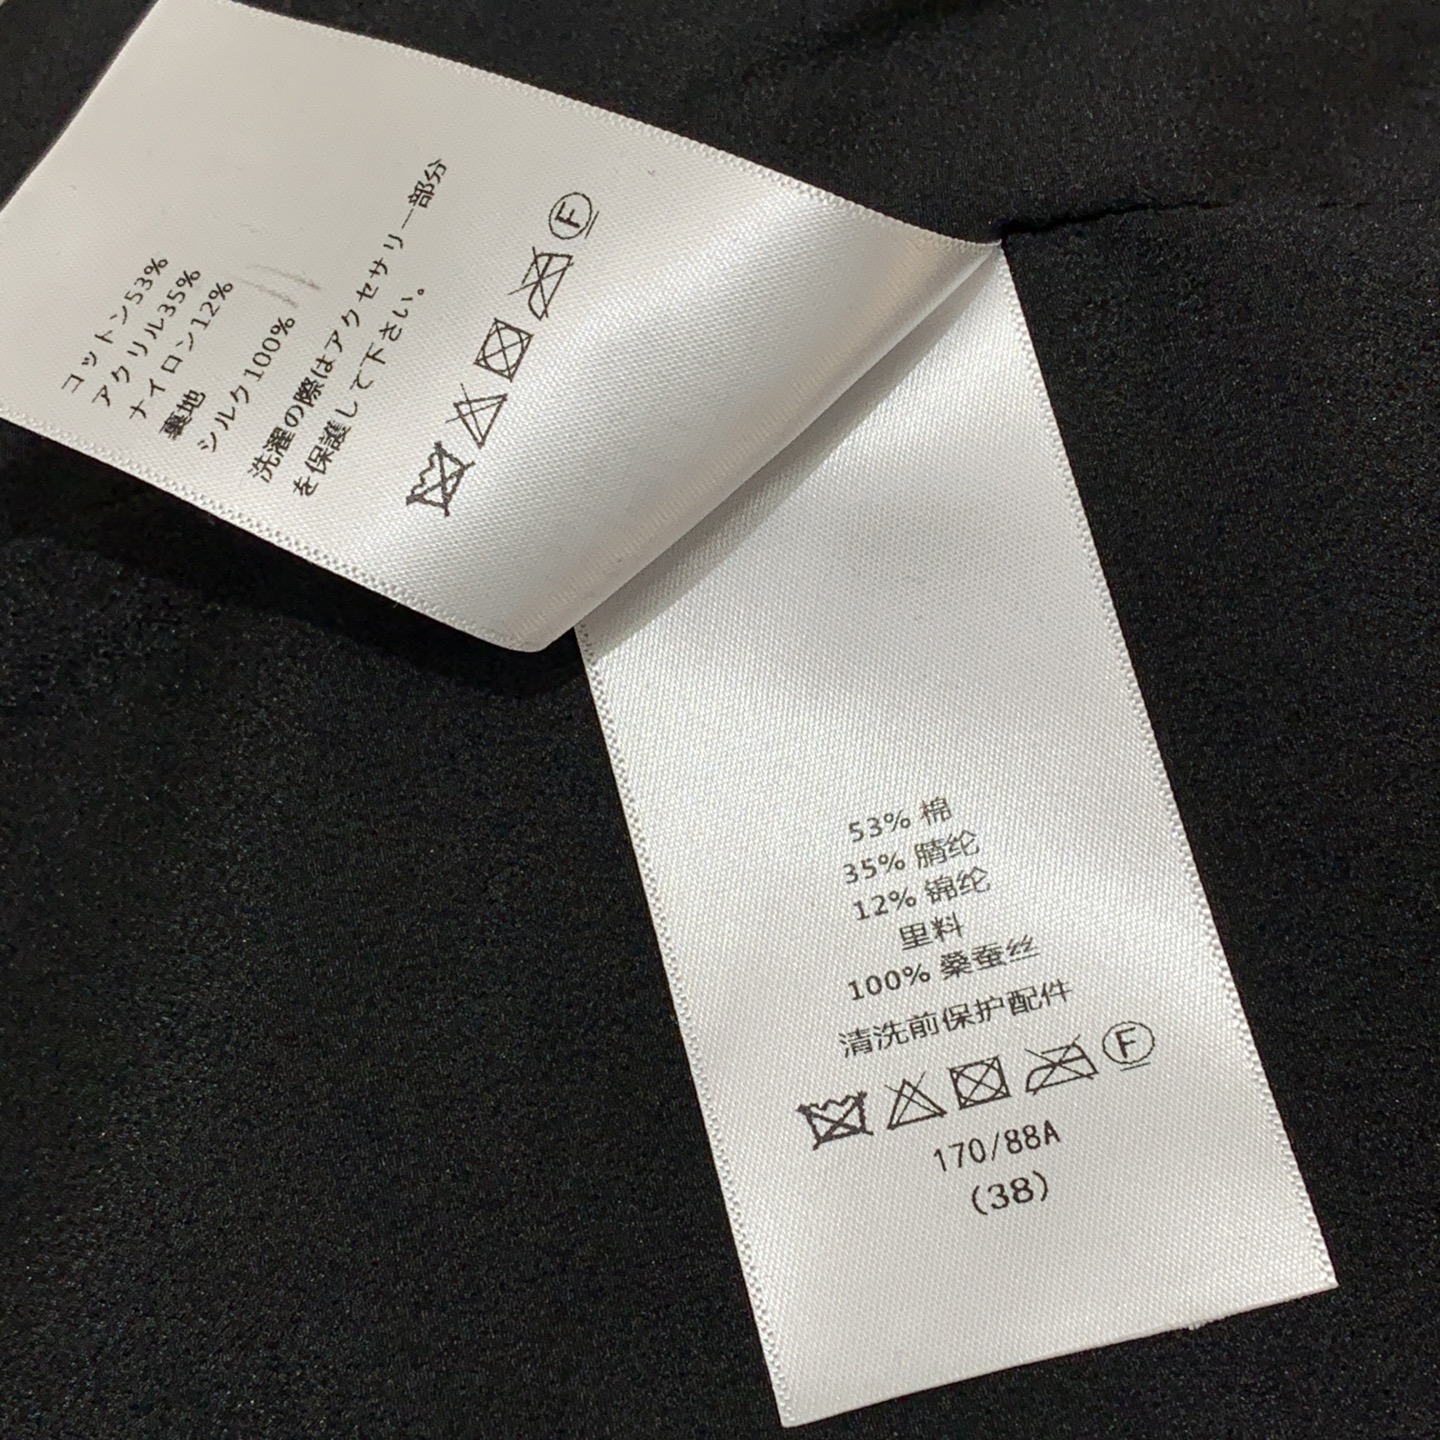 コットン53%
アクリル35%
ナイロン12%
裏地
シルク100%
洗濯の際はアクセサリー部分
を保護して下さい。
F
53% 棉
35% 腈纶
12% 锦纶
里料
100% 桑蚕丝
清洗前保护配件
F
170/88A
(38)